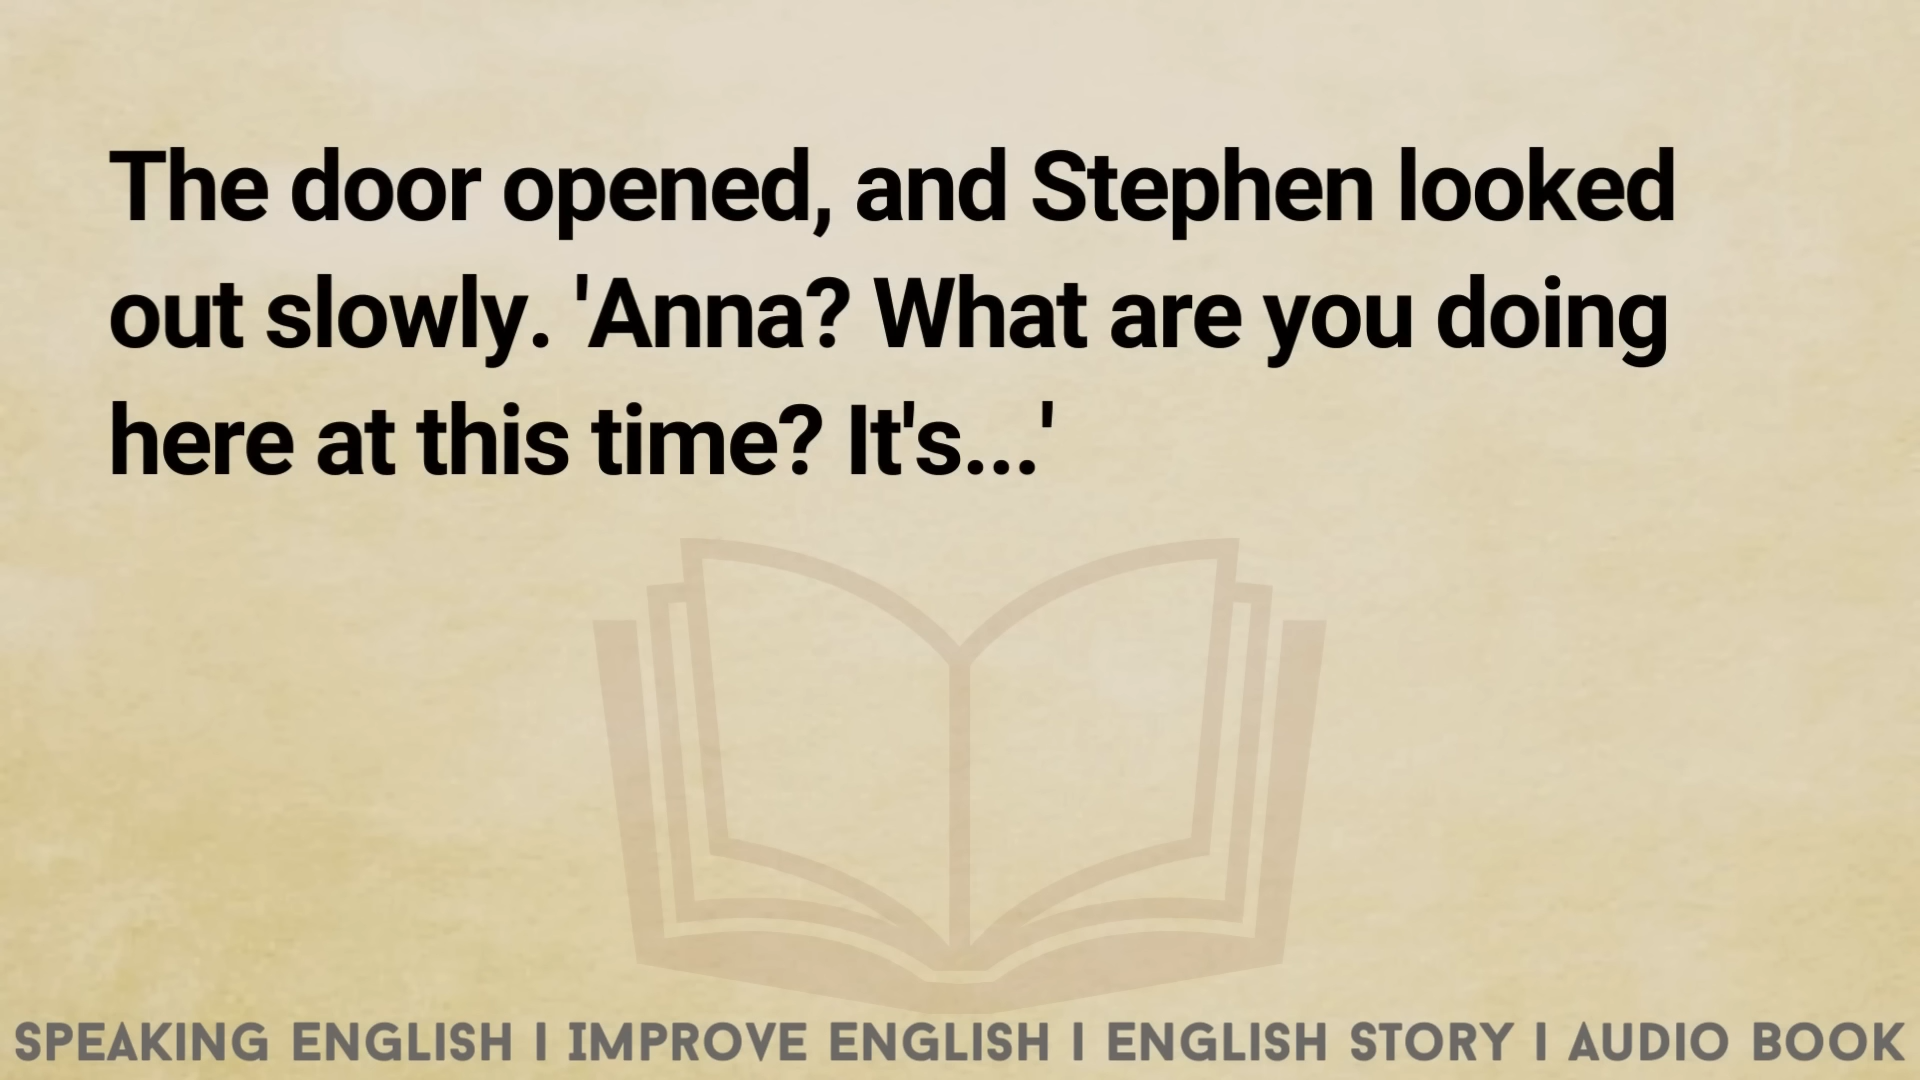 The door opened, and Stephen looked
out slowly. 'Anna? What are you doing
here at this time? It's...'
SPEAKING ENGLISH I IMPROVE ENGLISH I ENGLISH STORY I AUDIO BOOK